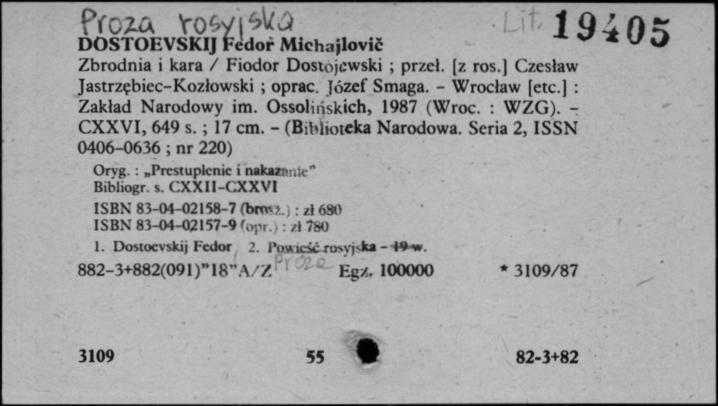 Proza rosyjska
Lit. 19405
DOSTOEVSKIJ Fedor Michajlovič
Zbrodnia i kara / Fiodor Dostojewski ; przeł. [z ros.] Czesław
Jastrzębiec-Kozłowski ; oprac. Józef Smaga. – Wrocław [etc.] :
Zakład Narodowy im. Ossolińskich, 1987 (Wroc. : WZG). –
CXXVI, 649 s. ; 17 cm. – (Biblioteka Narodowa. Seria 2, ISSN
0406-0636 ; nr 220)
Oryg. : „Prestuplenie i nakazanie"
Bibliogr. s. CXXII-CXXVI
ISBN 83-04-02158-7 (brosz.) : zł 680
ISBN 83-04-02157-9 (opr.) : zł 780
1. Dostoevskij Fedor 2. Powieść rosyjska – 19 w.
Proza
882-3+882(091)"18"A/Z Egz. 100000 * 3109/87
3109 55 82-3+82